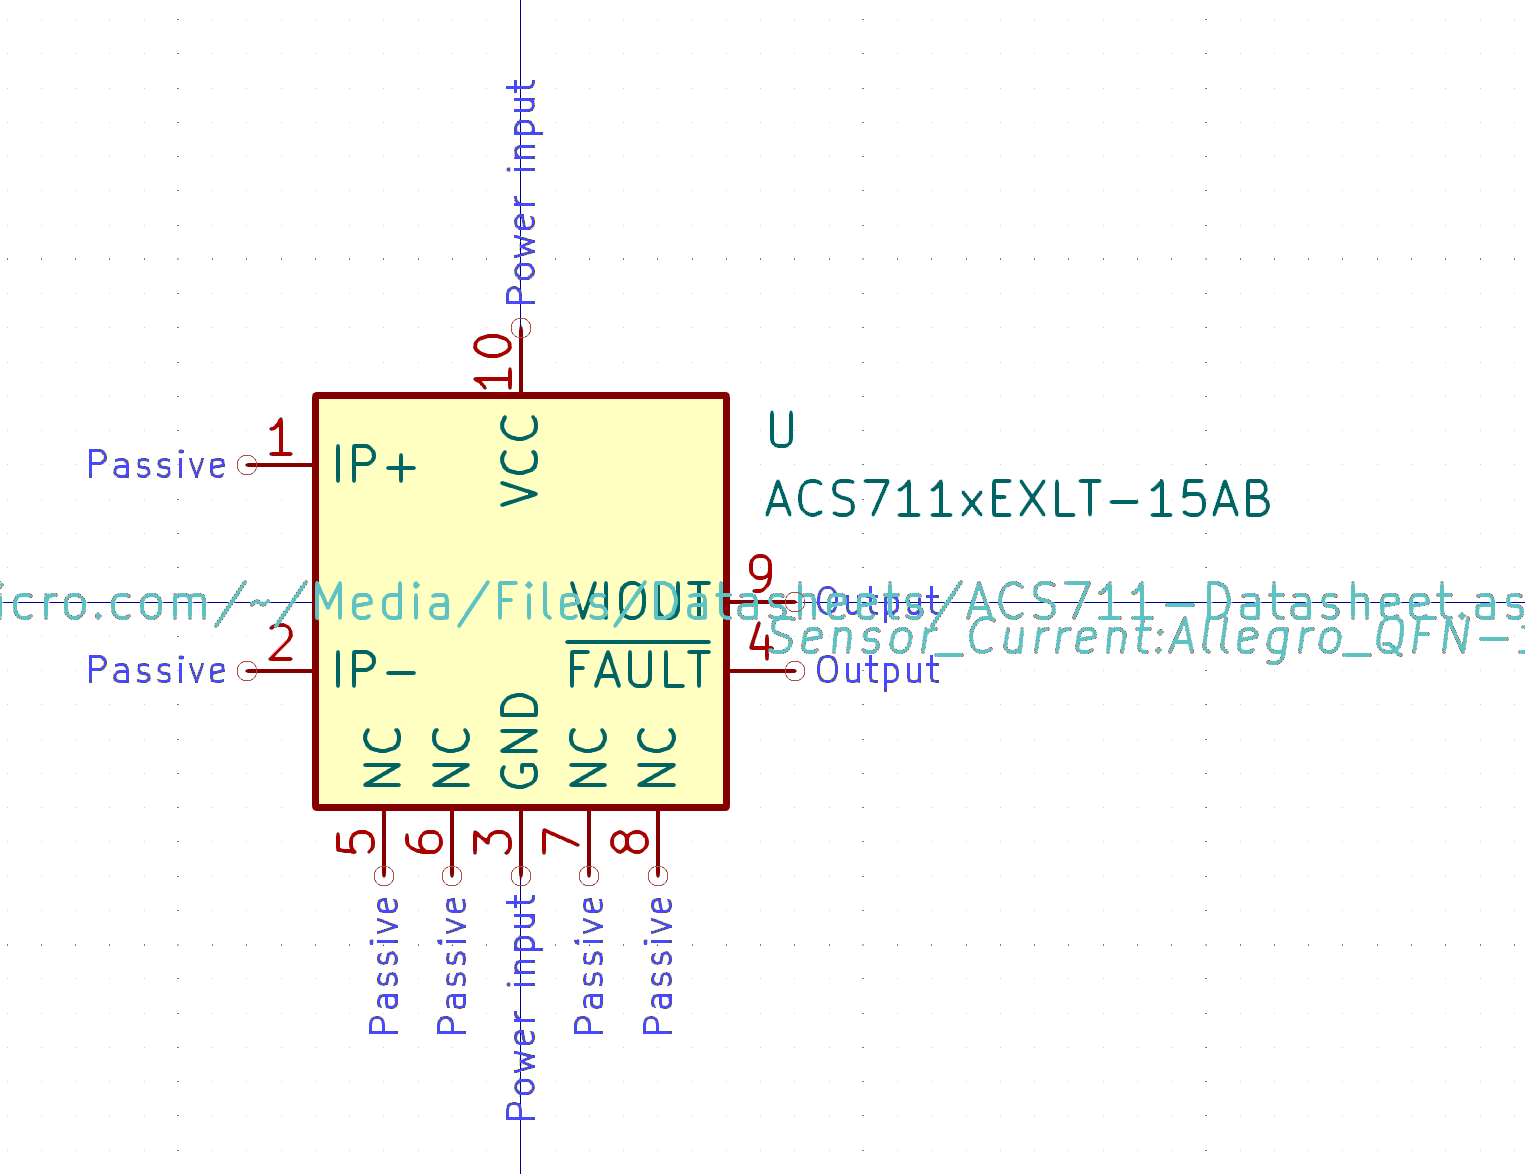 Power input
10
VCC
U
ACS711xEXLT-15AB
1
Passive
IP+
9
VIOUT
Output
icro.com/~/Media/Files/Datasheets/ACS711-Datasheet.as
Sensor_Current:Allegro_QFN-
2
Passive
IP-
4
FAULT
Output
NC
NC
GND
NC
NC
5
6
3
7
8
Passive
Passive
Power input
Passive
Passive